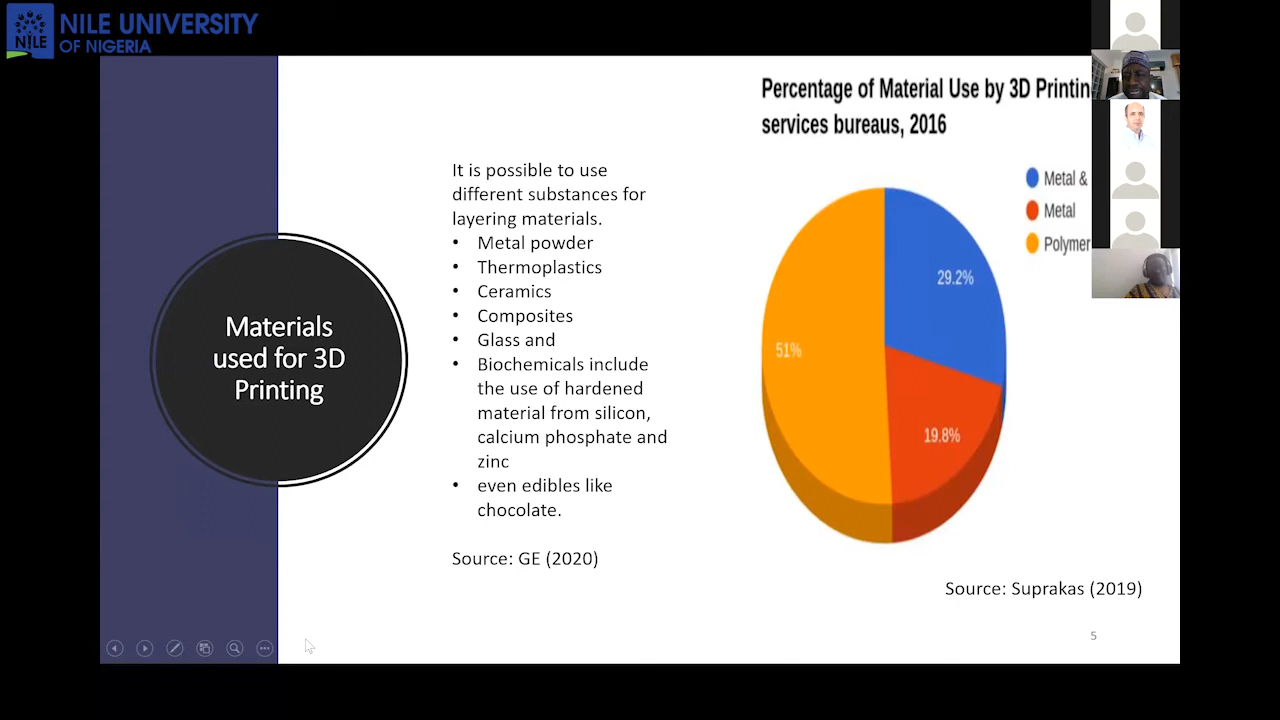 NILE UNIVERSITY
OF NIGERIA
NILE
Percentage of Material Use by 3D Printin
services bureaus, 2016
It is possible to use
different substances for
layering materials.
• Metal powder
• Thermoplastics
• Ceramics
• Composites
• Glass and
• Biochemicals include
the use of hardened
material from silicon,
calcium phosphate and
zinc
• even edibles like
chocolate.
Source: GE (2020)
Materials
used for 3D
Printing
Metal &
Metal
Polymer
29.2%
51%
19.8%
Source: Suprakas (2019)
5